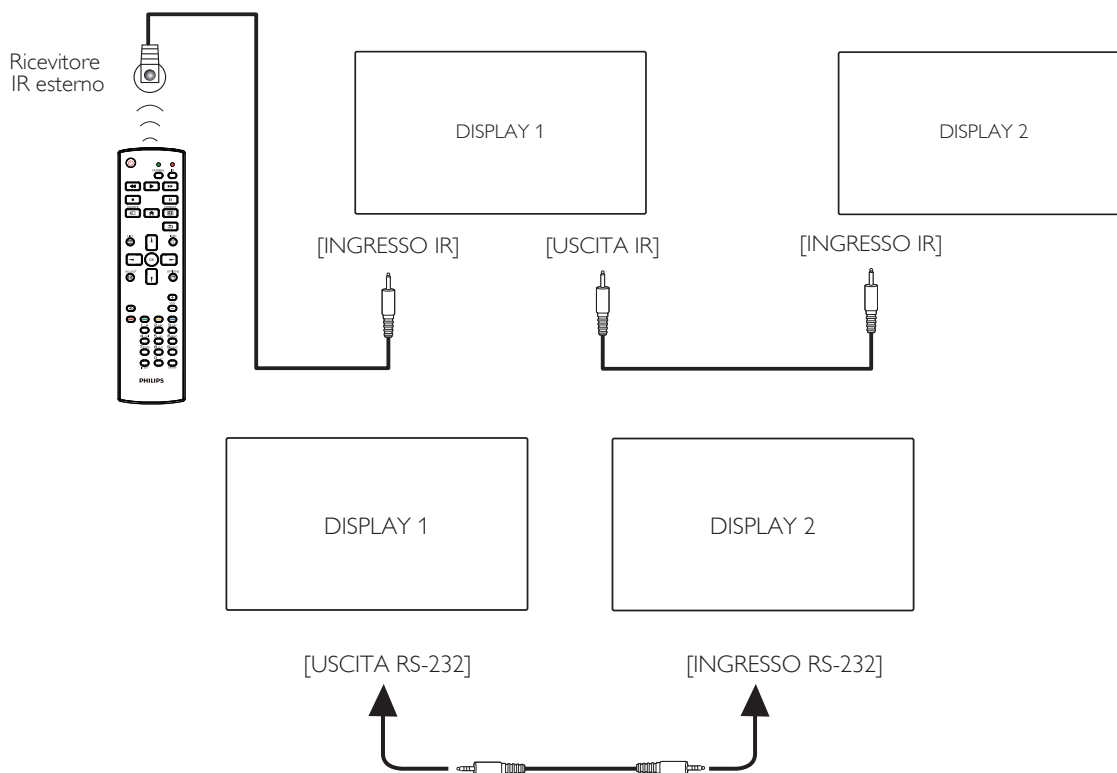 Ricevitore
IR esterno
DISPLAY 1
DISPLAY 2
[INGRESSO IR]
[USCITA IR]
[INGRESSO IR]
PHILIPS
DISPLAY 1
DISPLAY 2
[USCITA RS-232]
[INGRESSO RS-232]